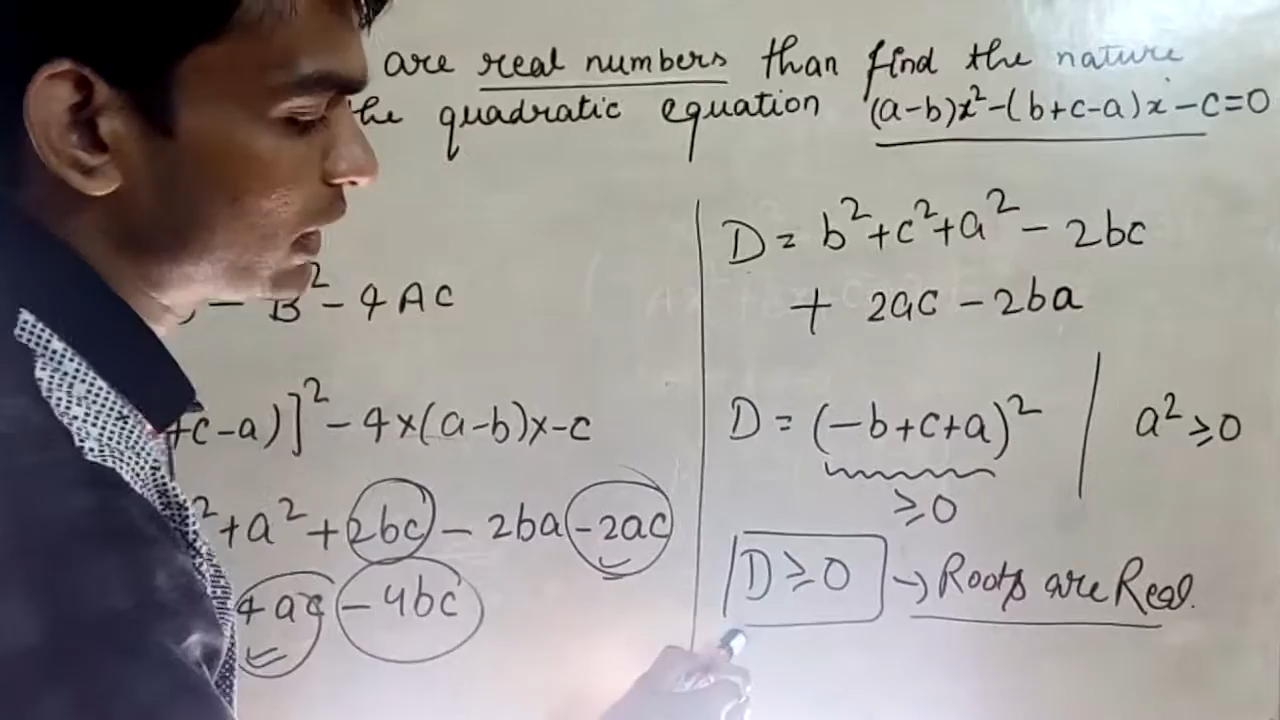 are real numbers than find the nature
the quadratic equation (a-b)x²-(b+c-a)x-c=0
B²-4AC
+c-a)]²-4×(a-b)×-c
²+a²+2bc-2ba-2ac
4ac-4bc
D=b²+c²+a²-2bc
+2ac-2ba
D=(-b+c+a)² | a²≥0
≥0
D≥0 → Roots are Real.